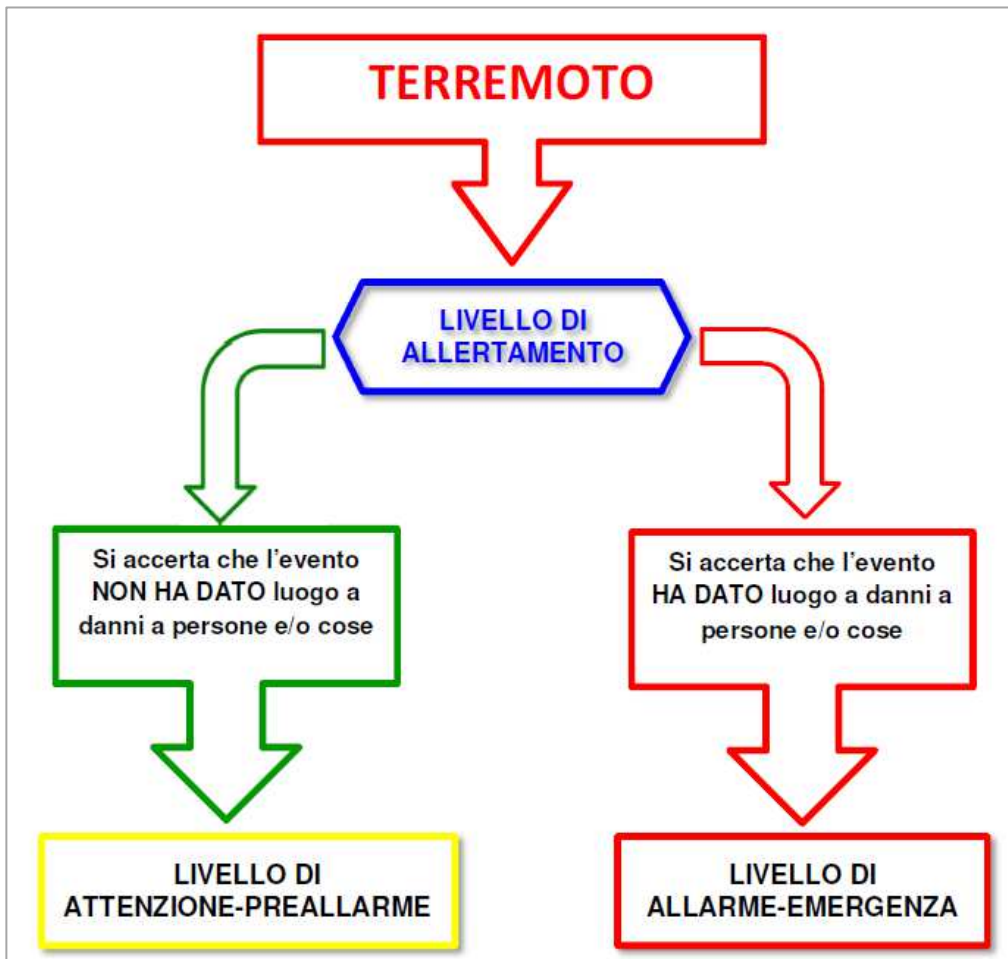 TERREMOTO
LIVELLO DI
ALLERTAMENTO
Si accerta che l'evento
NON HA DATO luogo a
danni a persone e/o cose
Si accerta che l'evento
HA DATO luogo a danni a
persone e/o cose
LIVELLO DI
ATTENZIONE-PREALLARME
LIVELLO DI
ALLARME-EMERGENZA